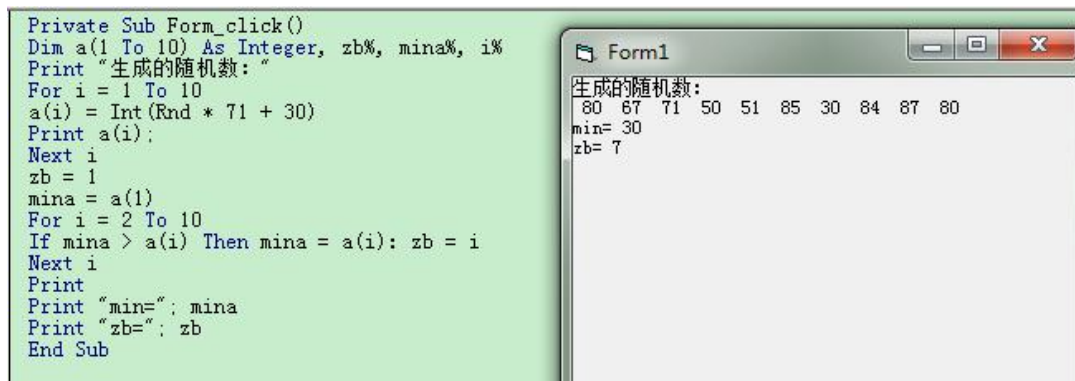 Private Sub Form_click()
Dim a(1 To 10) As Integer, zb%, mina%, i%
Print "生成的随机数："
For i = 1 To 10
a(i) = Int(Rnd * 71 + 30)
Print a(i);
Next i
zb = 1
mina = a(1)
For i = 2 To 10
If mina > a(i) Then mina = a(i): zb = i
Next i
Print
Print "min="; mina
Print "zb="; zb
End Sub
Form1
生成的随机数：
80 67 71 50 51 85 30 84 87 80
min= 30
zb= 7